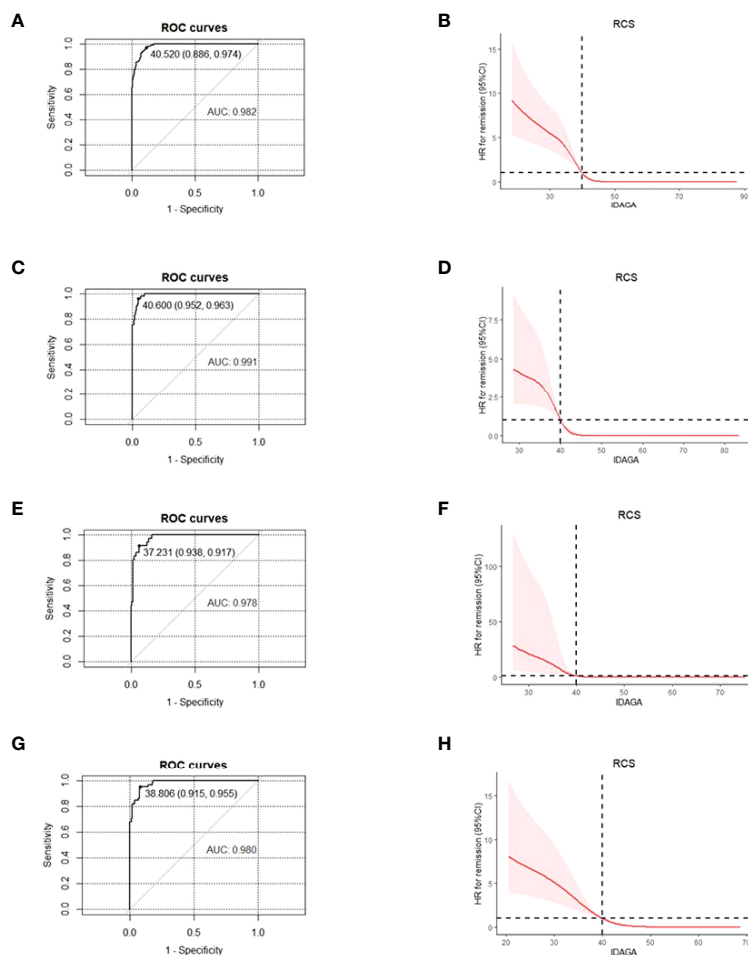 A
ROC curves
Sensitivity
1.0
0.8
0.6
0.4
0.2
0.0
40.520 (0.886, 0.974)
AUC: 0.982
0.0 0.5 1.0
1 - Specificity
B
RCS
HR for remission (95%CI)
15
10
5
0
30 50 70 90
IDAGA
C
ROC curves
Sensitivity
1.0
0.8
0.6
0.4
0.2
0.0
40.600 (0.952, 0.963)
AUC: 0.991
0.0 0.5 1.0
1 - Specificity
D
RCS
HR for remission (95%CI)
7.5
5.0
2.5
0.0
30 40 50 60 70 80
IDAGA
E
ROC curves
Sensitivity
1.0
0.8
0.6
0.4
0.2
0.0
37.231 (0.938, 0.917)
AUC: 0.978
0.0 0.5 1.0
1 - Specificity
F
RCS
HR for remission (95%CI)
100
50
0
30 40 50 60 70
IDAGA
G
ROC curves
Sensitivity
1.0
0.8
0.6
0.4
0.2
0.0
38.806 (0.915, 0.955)
AUC: 0.980
0.0 0.5 1.0
1 - Specificity
H
RCS
HR for remission (95%CI)
15
10
5
0
20 30 40 50 60 70
IDAGA